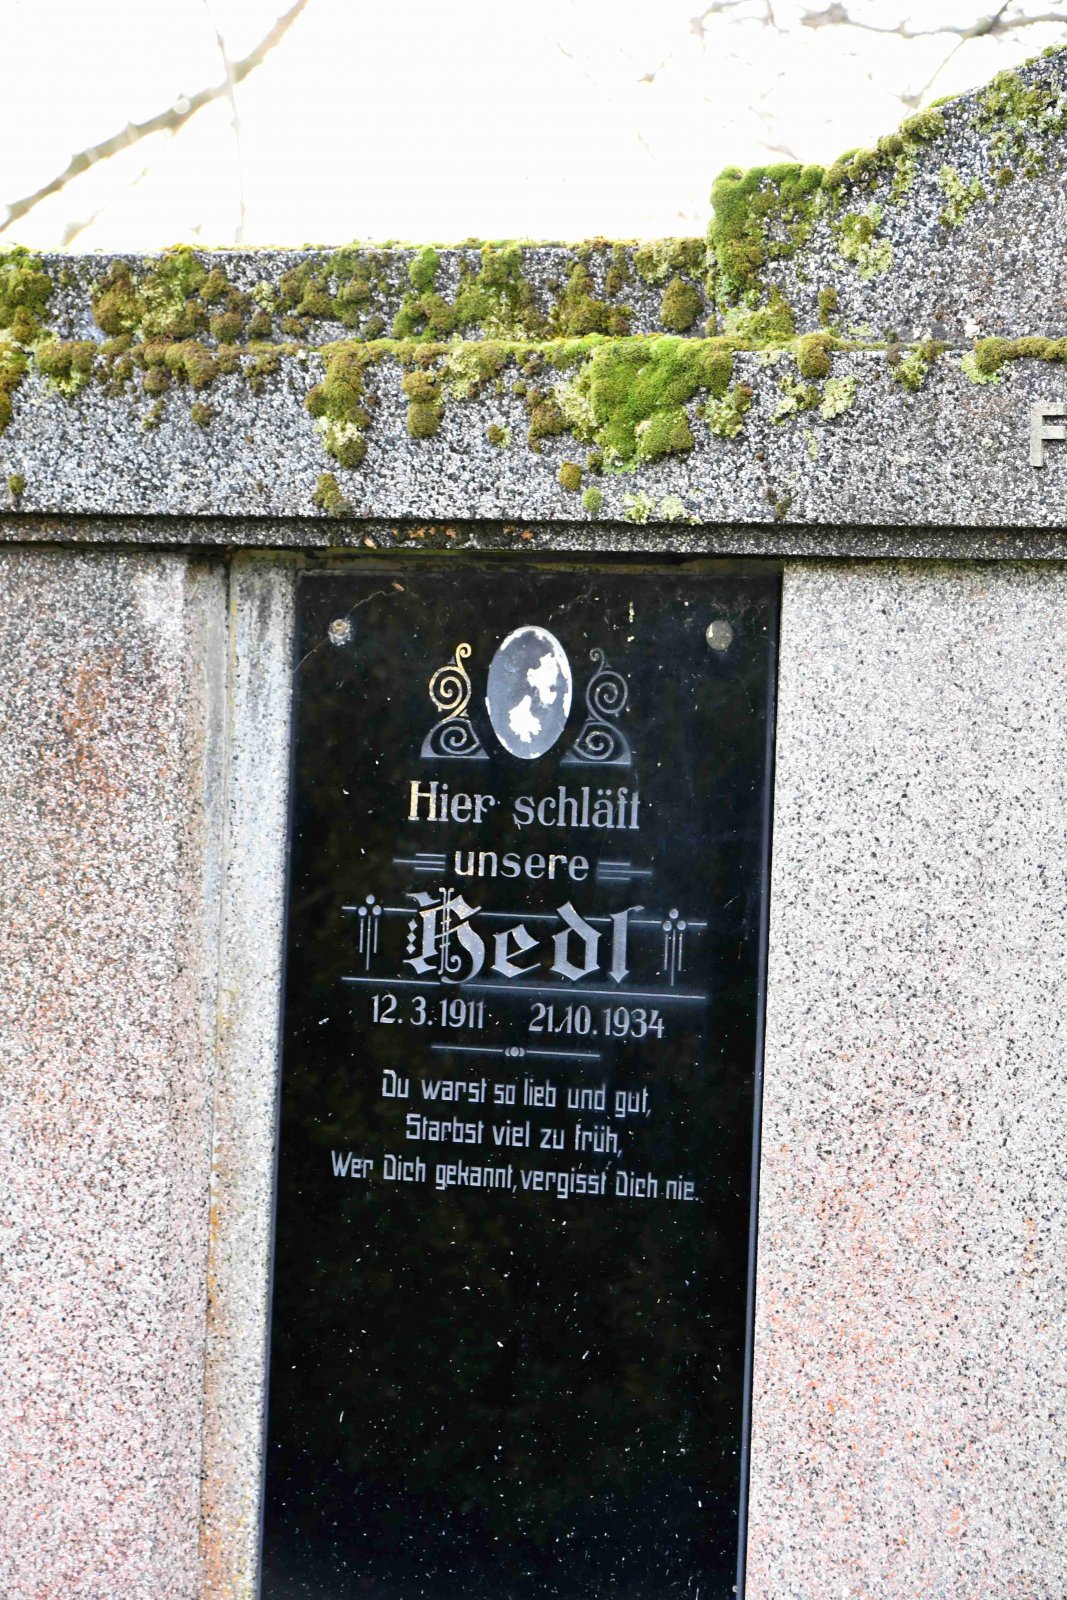 F
Hier schläft
unsere
Hedl
12.3.1911 21.10.1934
Du warst so lieb und gut,
Starbst viel zu früh,
Wer Dich gekannt, vergisst Dich nie.